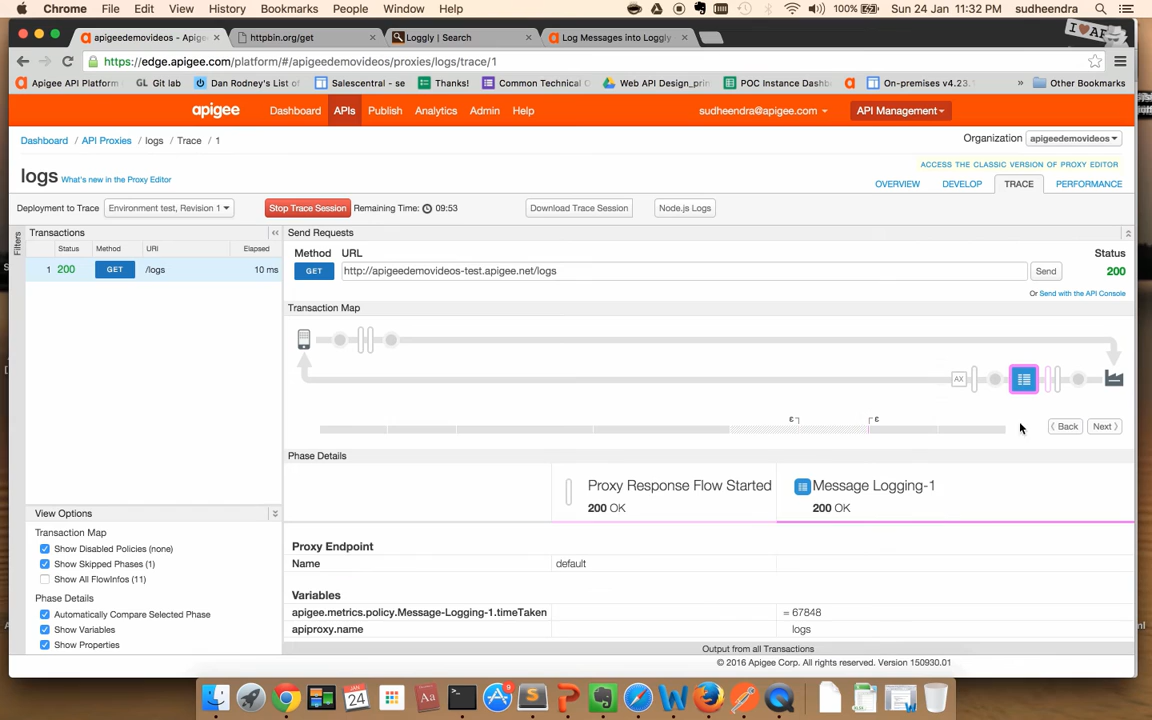 Chrome File Edit View History Bookmarks People Window Help 100% Sun 24 Jan 11:32 PM sudheendra
apigeedemovideos - Apige
httpbin.org/get
Loggly | Search
Log Messages into Loggly
https://edge.apigee.com/platform/#/apigeedemovideos/proxies/logs/trace/1
Apigee API Platform
GL Git lab
Dan Rodney's List of
Salescentral - se
Thanks!
Common Technical Q
Web API Design_prin
POC Instance Dashb
On-premises v4.23.
»
Other Bookmarks
apigee
Dashboard APIs Publish Analytics Admin Help
sudheendra@apigee.com
API Management
Dashboard / API Proxies / logs / Trace / 1
Organization apigeedemovideos
ACCESS THE CLASSIC VERSION OF PROXY EDITOR
logs What's new in the Proxy Editor
OVERVIEW DEVELOP TRACE PERFORMANCE
Deployment to Trace Environment test, Revision 1 Stop Trace Session Remaining Time: 09:53 Download Trace Session Node.js Logs
Filters
Transactions
Status Method URI Elapsed
1 200 GET /logs 10 ms
Send Requests
Method URL Status
GET http://apigeedemovideos-test.apigee.net/logs Send 200
Or Send with the API Console
Transaction Map
AX
ε ε
Back Next
Phase Details
Proxy Response Flow Started
200 OK
Message Logging-1
200 OK
Proxy Endpoint
Name default
Variables
apigee.metrics.policy.Message-Logging-1.timeTaken = 67848
apiproxy.name logs
View Options
Transaction Map
Show Disabled Policies (none)
Show Skipped Phases (1)
Show All FlowInfos (11)
Phase Details
Automatically Compare Selected Phase
Show Variables
Show Properties
Output from all Transactions
© 2016 Apigee Corp. All rights reserved. Version 150930.01